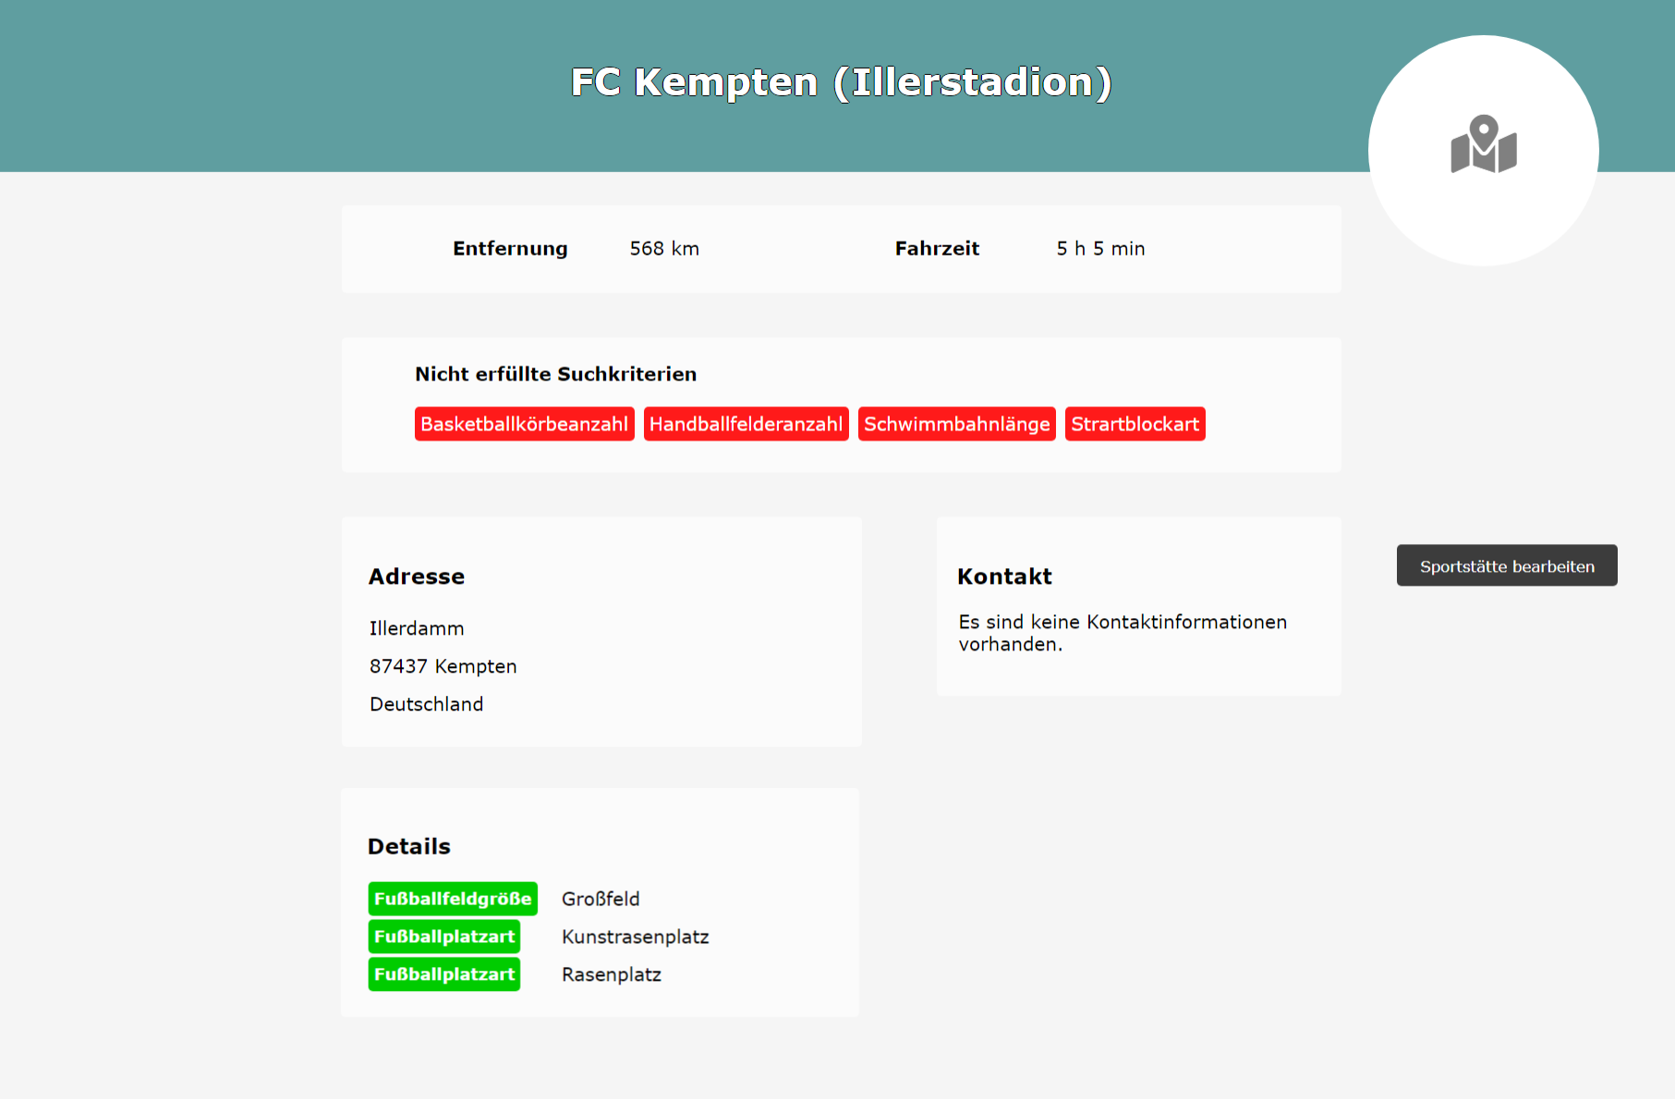 FC Kempten (Illerstadion)
Entfernung 568 km Fahrzeit 5 h 5 min
Nicht erfüllte Suchkriterien
Basketballkörbeanzahl Handballfelderanzahl Schwimmbahnlänge Strartblockart
Adresse
Illerdamm
87437 Kempten
Deutschland
Kontakt
Es sind keine Kontaktinformationen
vorhanden.
Sportstätte bearbeiten
Details
Fußballfeldgröße Großfeld
Fußballplatzart Kunstrasenplatz
Fußballplatzart Rasenplatz